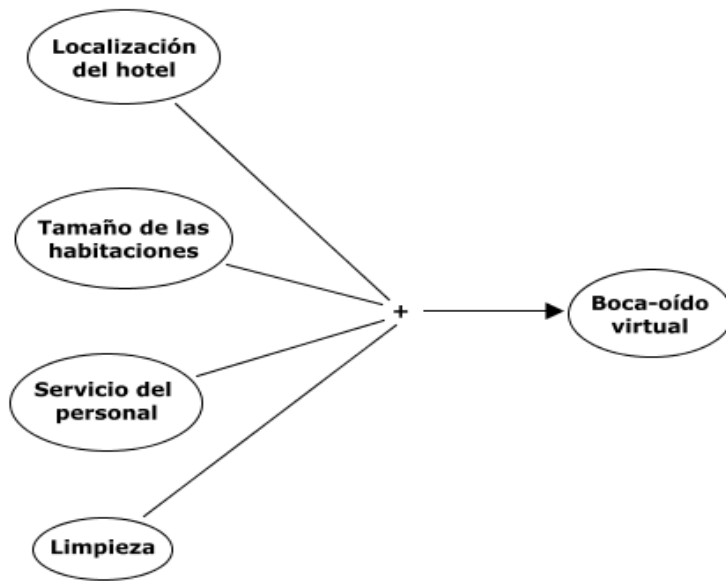 Localización
del hotel
Tamaño de las
habitaciones
+
Boca-oído
virtual
Servicio del
personal
Limpieza